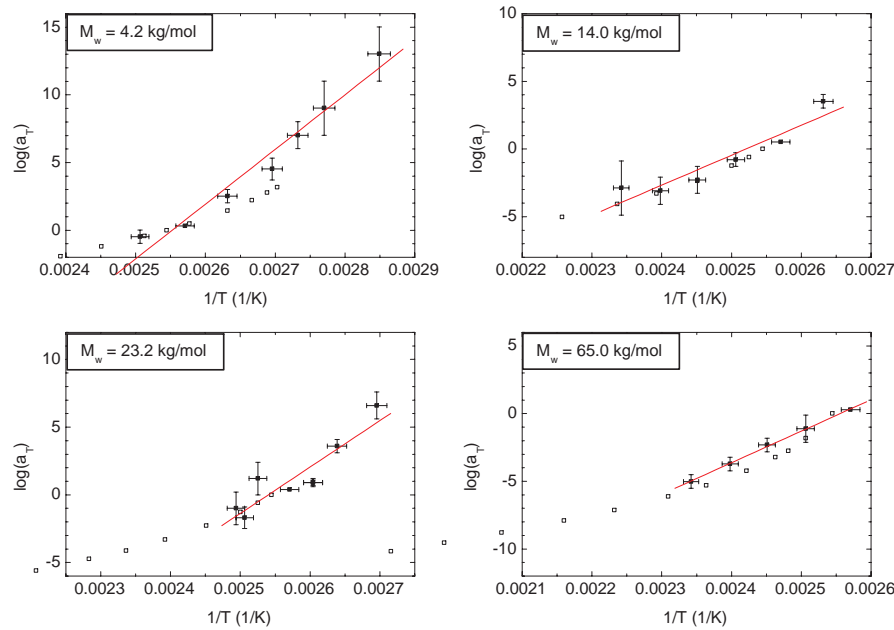 M_w = 4.2 kg/mol
15
10
5
0
log(a_T)
0.0024 0.0025 0.0026 0.0027 0.0028 0.0029
1/T (1/K)
M_w = 14.0 kg/mol
10
5
0
-5
log(a_T)
0.0022 0.0023 0.0024 0.0025 0.0026 0.0027
1/T (1/K)
M_w = 23.2 kg/mol
10
5
0
-5
log(a_T)
0.0023 0.0024 0.0025 0.0026 0.0027
1/T (1/K)
M_w = 65.0 kg/mol
5
0
-5
-10
log(a_T)
0.0021 0.0022 0.0023 0.0024 0.0025 0.0026
1/T (1/K)